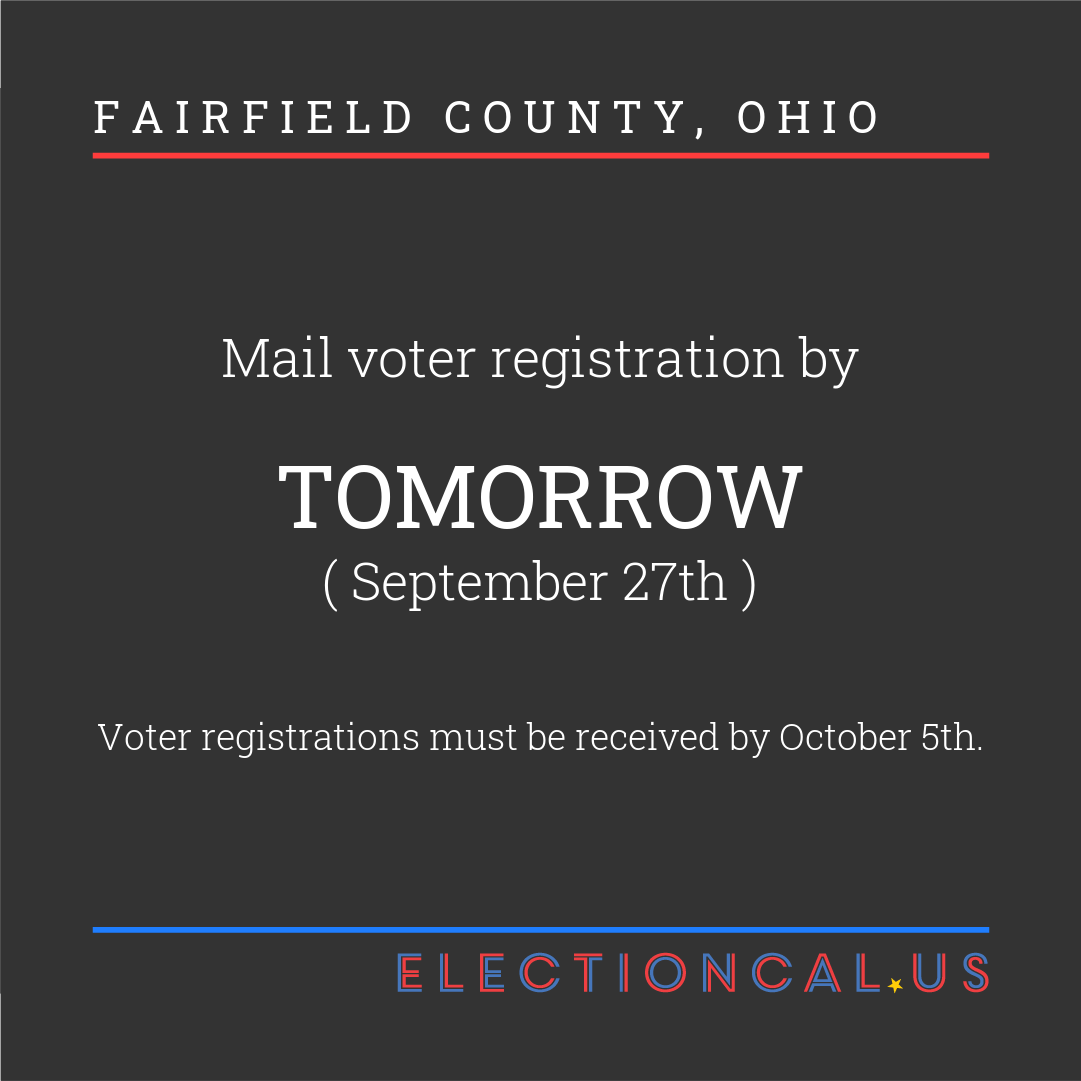 FAIRFIELD COUNTY, OHIO
Mail voter registration by
TOMORROW
( September 27th )
Voter registrations must be received by October 5th.
ELECTIONCAL.US